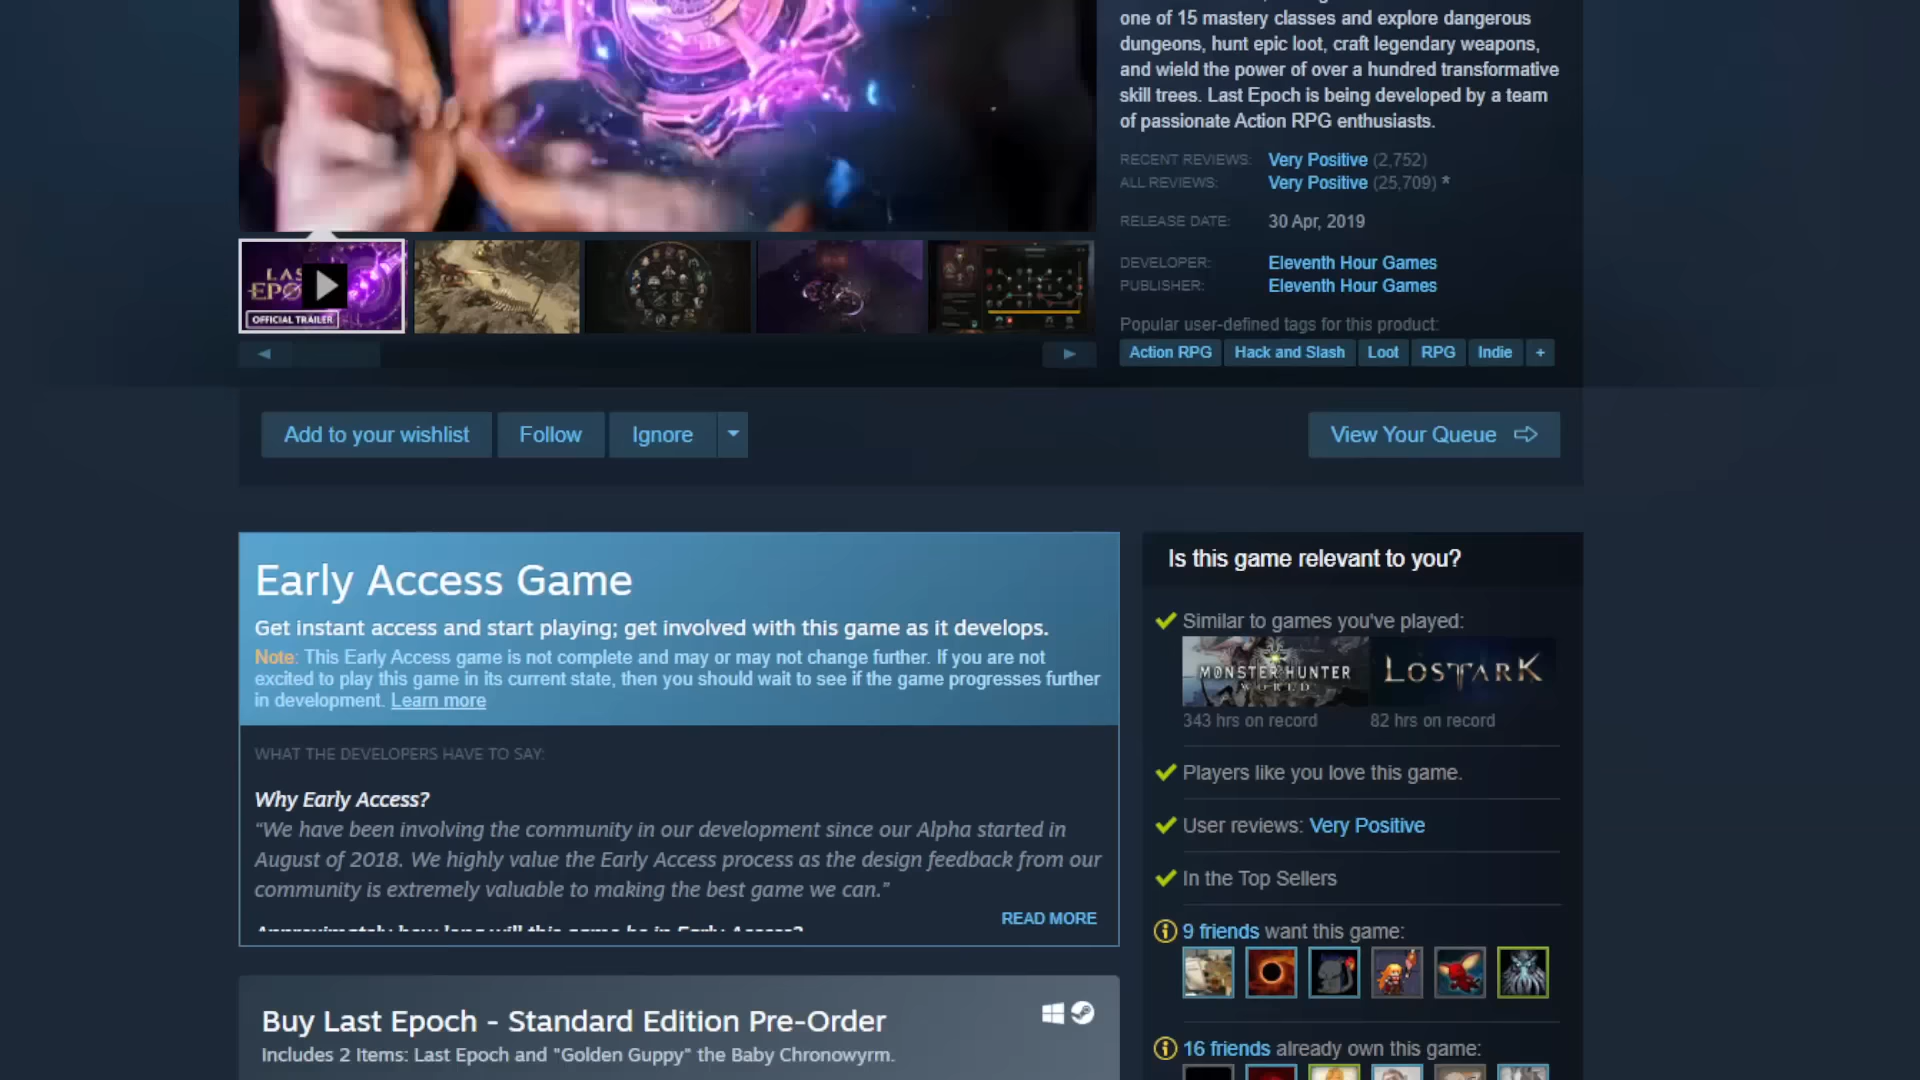 one of 15 mastery classes and explore dangerous
dungeons, hunt epic loot, craft legendary weapons,
and wield the power of over a hundred transformative
skill trees. Last Epoch is being developed by a team
of passionate Action RPG enthusiasts.
RECENT REVIEWS: Very Positive (2,752)
ALL REVIEWS: Very Positive (25,709) *
RELEASE DATE: 30 Apr, 2019
DEVELOPER: Eleventh Hour Games
PUBLISHER: Eleventh Hour Games
Popular user-defined tags for this product:
Action RPG Hack and Slash Loot RPG Indie +
OFFICIAL TRAILER
Add to your wishlist Follow Ignore View Your Queue
Early Access Game
Get instant access and start playing; get involved with this game as it develops.
Note: This Early Access game is not complete and may or may not change further. If you are not
excited to play this game in its current state, then you should wait to see if the game progresses further
in development. Learn more
WHAT THE DEVELOPERS HAVE TO SAY:
Why Early Access?
“We have been involving the community in our development since our Alpha started in
August of 2018. We highly value the Early Access process as the design feedback from our
community is extremely valuable to making the best game we can.”
Approximately how long will this game be in Early Access?
READ MORE
Buy Last Epoch - Standard Edition Pre-Order
Includes 2 Items: Last Epoch and "Golden Guppy" the Baby Chronowyrm.
Is this game relevant to you?
Similar to games you've played:
MONSTER HUNTER
WORLD
LOST ARK
343 hrs on record 82 hrs on record
Players like you love this game.
User reviews: Very Positive
In the Top Sellers
9 friends want this game:
16 friends already own this game: